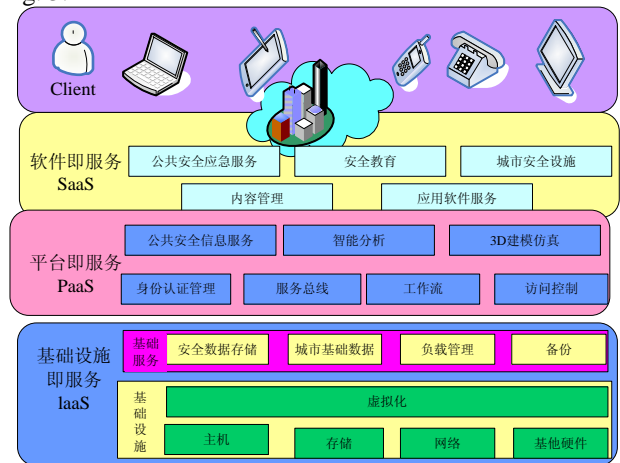 Client
软件即服务
SaaS
公共安全应急服务 安全教育 城市安全设施
内容管理 应用软件服务
平台即服务
PaaS
公共安全信息服务 智能分析 3D建模仿真
身份认证管理 服务总线 工作流 访问控制
基础设施
即服务
laaS
基础
服务
安全数据存储 城市基础数据 负载管理 备份
基
础
设
施
虚拟化
主机 存储 网络 基他硬件